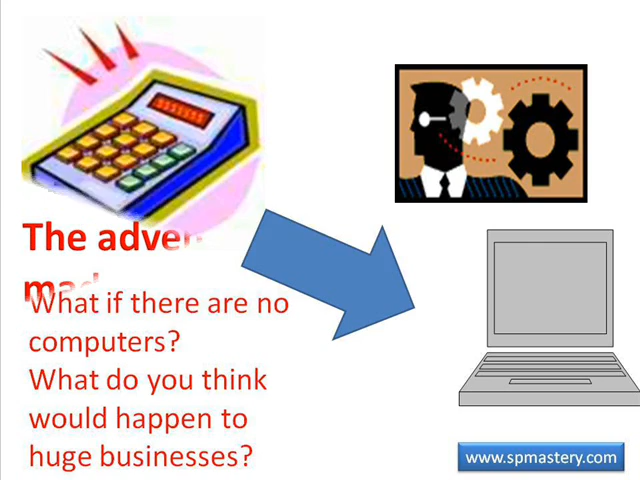 The
What if there are no
computers?
What do you think
would happen to
huge businesses?
www.spmastery.com